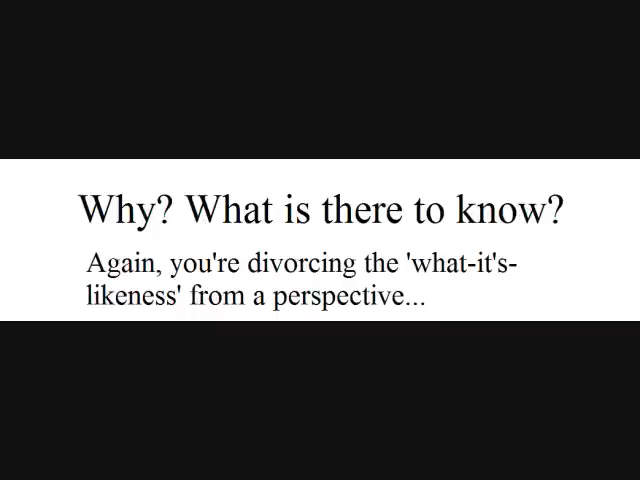 Why? What is there to know?
Again, you're divorcing the 'what-it's-
likeness' from a perspective...